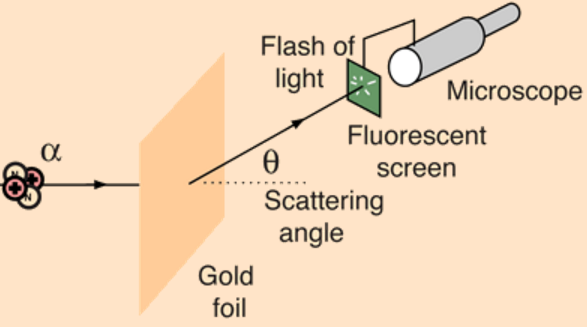 Flash of
light
Microscope
α
Fluorescent
screen
θ
Scattering
angle
N
N
Gold
foil